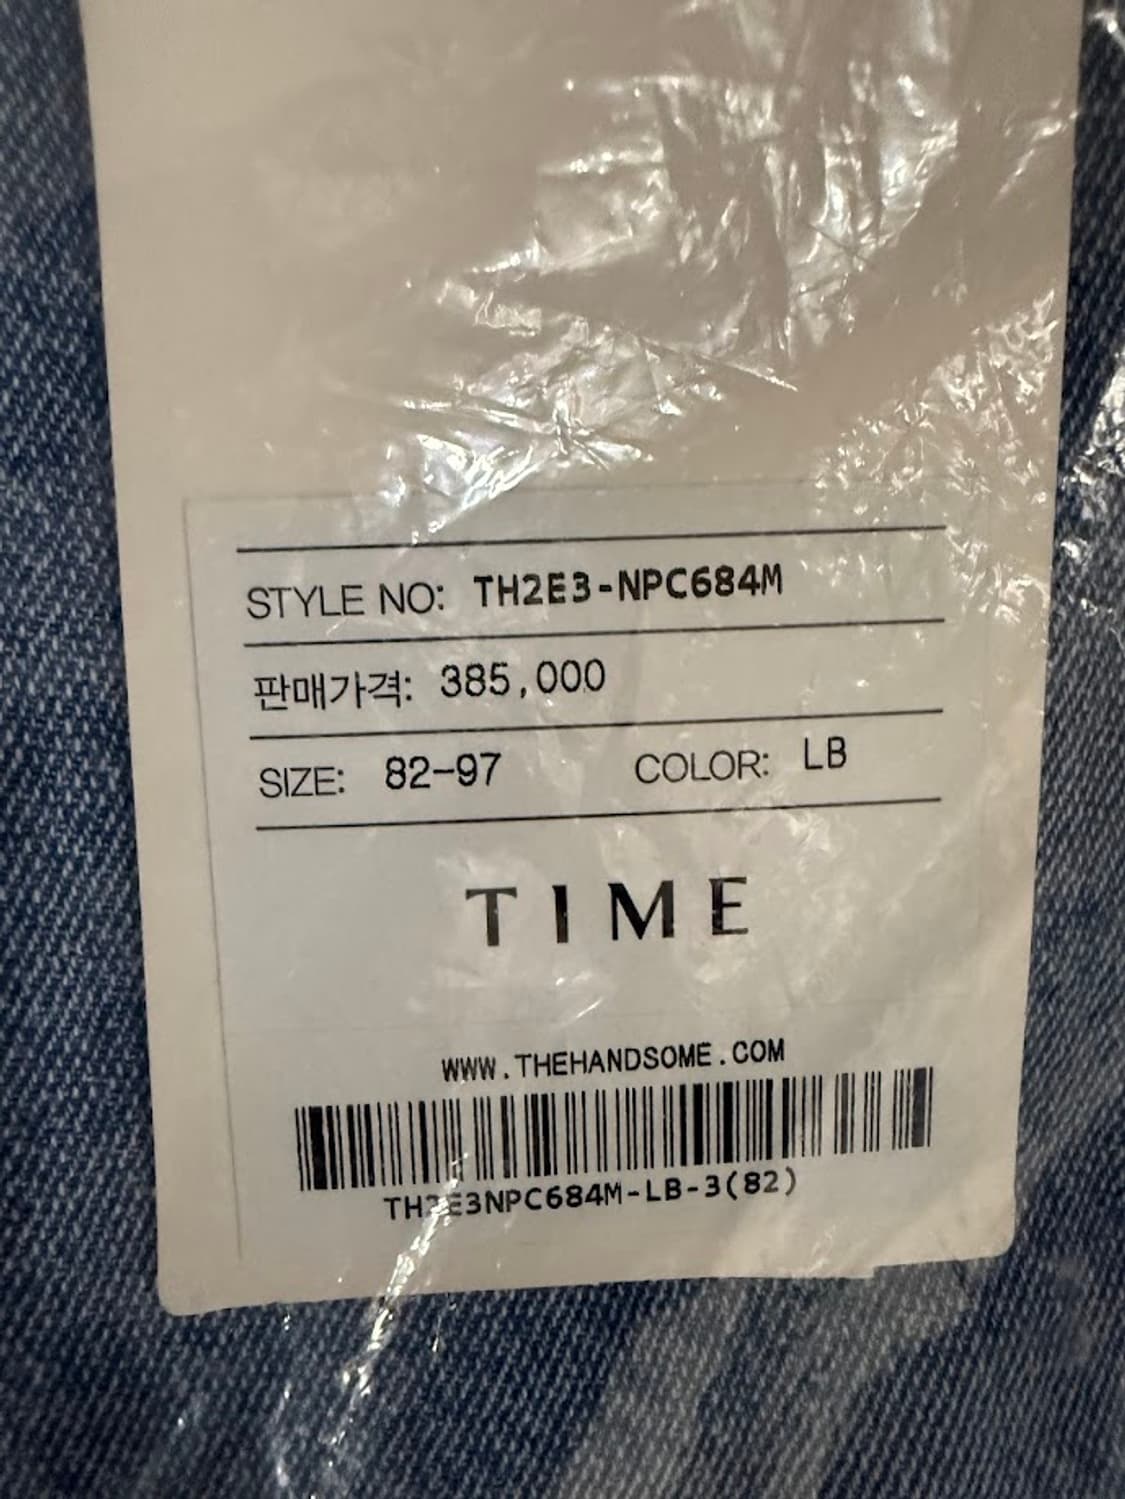 STYLE NO: TH2E3-NPC684M
판매가격: 385,000
SIZE: 82-97 COLOR: LB
TIME
WWW.THEHANDSOME.COM
TH2E3NPC684M-LB-3(82)